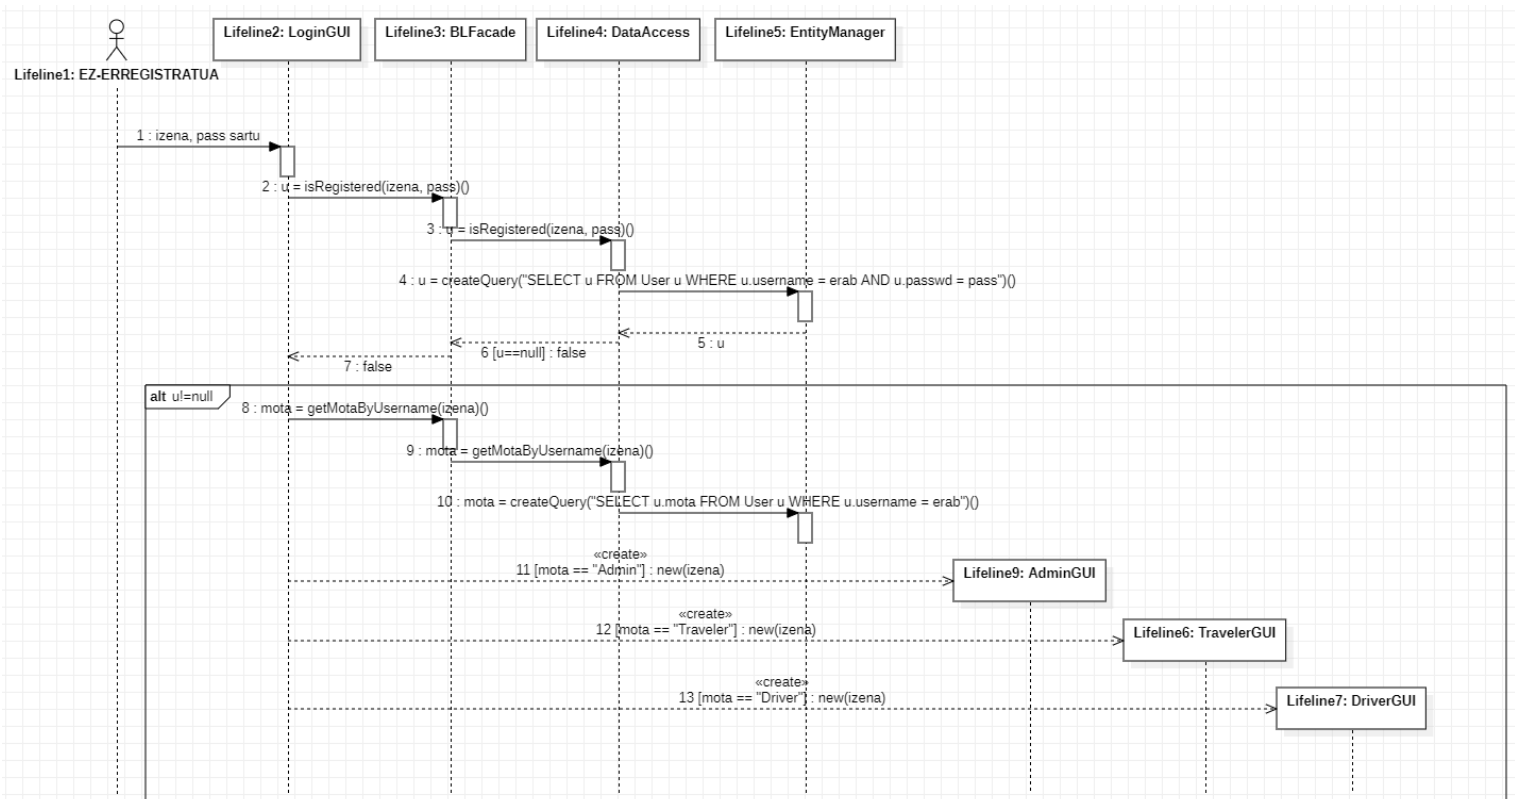 Lifeline2: LoginGUI
Lifeline3: BLFacade
Lifeline4: DataAccess
Lifeline5: EntityManager
Lifeline1: EZ-ERREGISTRATUA
1 : izena, pass sartu
2 : u = isRegistered(izena, pass)()
3 : u = isRegistered(izena, pass)()
4 : u = createQuery("SELECT u FROM User u WHERE u.username = erab AND u.passwd = pass")()
5 : u
6 [u==null] : false
7 : false
alt u!=null
8 : mota = getMotaByUsername(izena)()
9 : mota = getMotaByUsername(izena)()
10 : mota = createQuery("SELECT u.mota FROM User u WHERE u.username = erab")()
«create»
11 [mota == "Admin"] : new(izena)
Lifeline9: AdminGUI
«create»
12 [mota == "Traveler"] : new(izena)
Lifeline6: TravelerGUI
«create»
13 [mota == "Driver"] : new(izena)
Lifeline7: DriverGUI